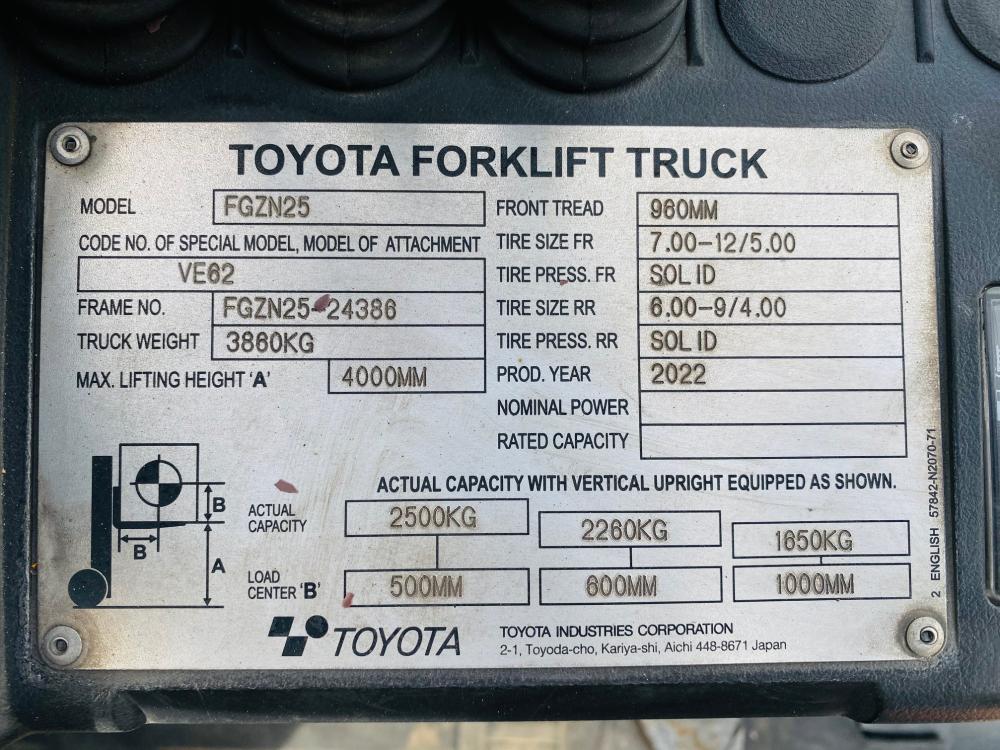 TOYOTA FORKLIFT TRUCK
MODEL FGZN25
CODE NO. OF SPECIAL MODEL, MODEL OF ATTACHMENT
VE62
FRAME NO. FGZN25-24386
TRUCK WEIGHT 3860KG
MAX. LIFTING HEIGHT 'A' 4000MM
FRONT TREAD 960MM
TIRE SIZE FR 7.00-12/5.00
TIRE PRESS. FR SOLID
TIRE SIZE RR 6.00-9/4.00
TIRE PRESS. RR SOLID
PROD. YEAR 2022
NOMINAL POWER
RATED CAPACITY
ACTUAL CAPACITY WITH VERTICAL UPRIGHT EQUIPPED AS SHOWN.
B
B
A
ACTUAL
CAPACITY
2500KG 2260KG 1650KG
LOAD
CENTER 'B'
500MM 600MM 1000MM
TOYOTA
TOYOTA INDUSTRIES CORPORATION
2-1, Toyoda-cho, Kariya-shi, Aichi 448-8671 Japan
2 ENGLISH 57842-N2070-71